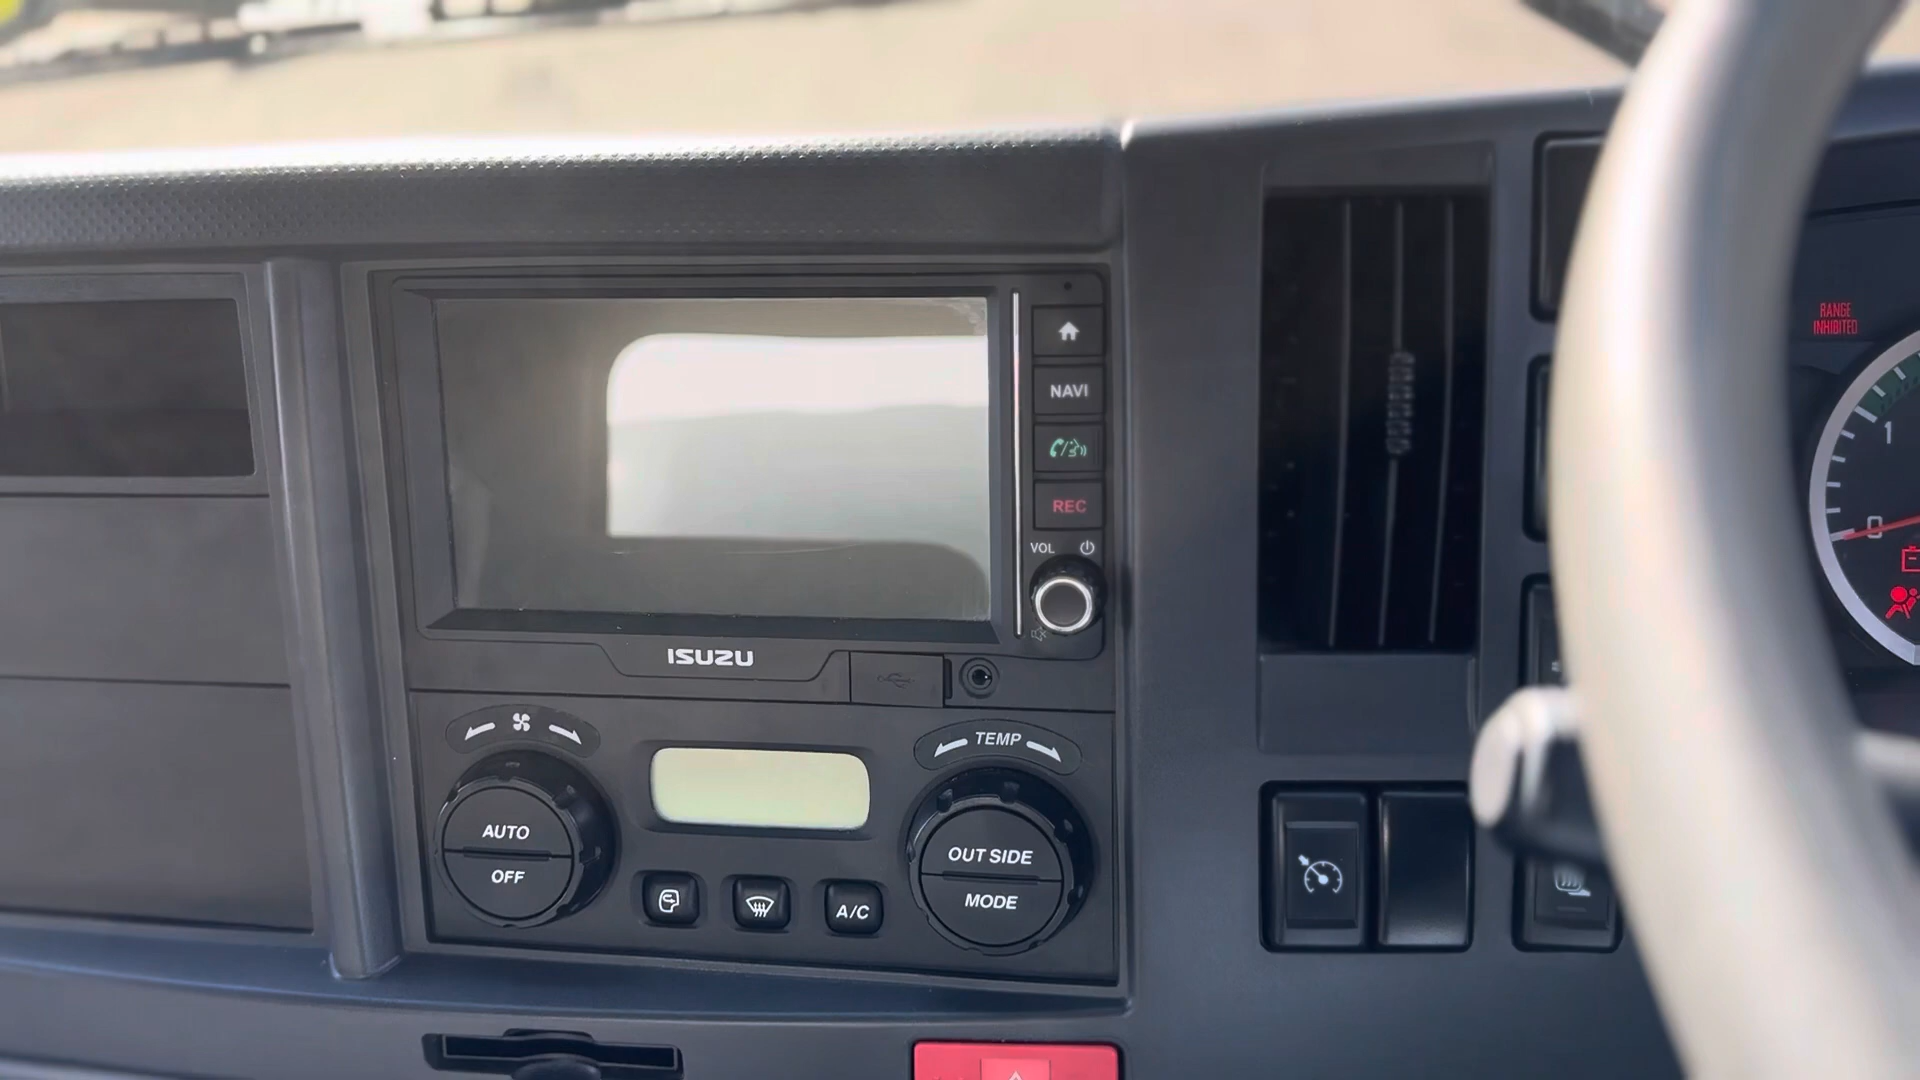 RANGE
INHIBITED
NAVI
REC
VOL
ISUZU
TEMP
AUTO
OFF
OUT SIDE
MODE
A/C
1
0